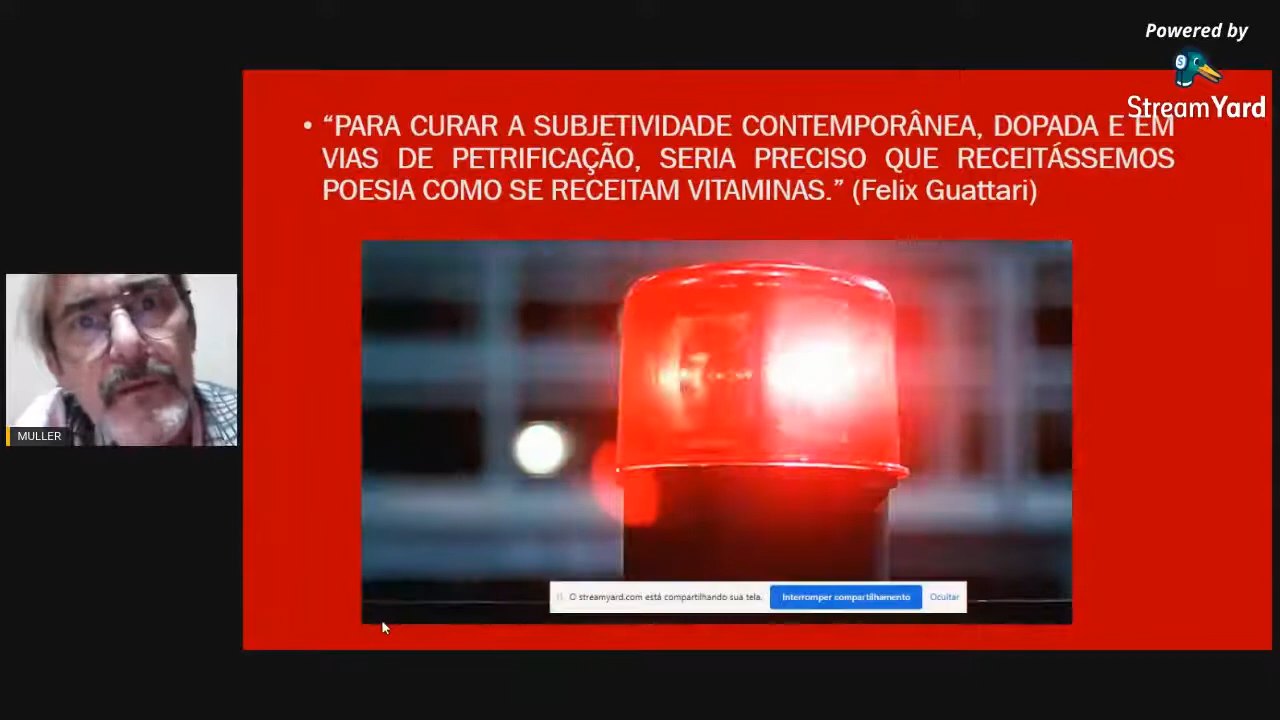 Powered by
StreamYard
• “PARA CURAR A SUBJETIVIDADE CONTEMPORÂNEA, DOPADA E EM
VIAS DE PETRIFICAÇÃO, SERIA PRECISO QUE RECEITÁSSEMOS
POESIA COMO SE RECEITAM VITAMINAS.” (Felix Guattari)
MULLER
O streamyard.com está compartilhando sua tela. Interromper compartilhamento Ocultar